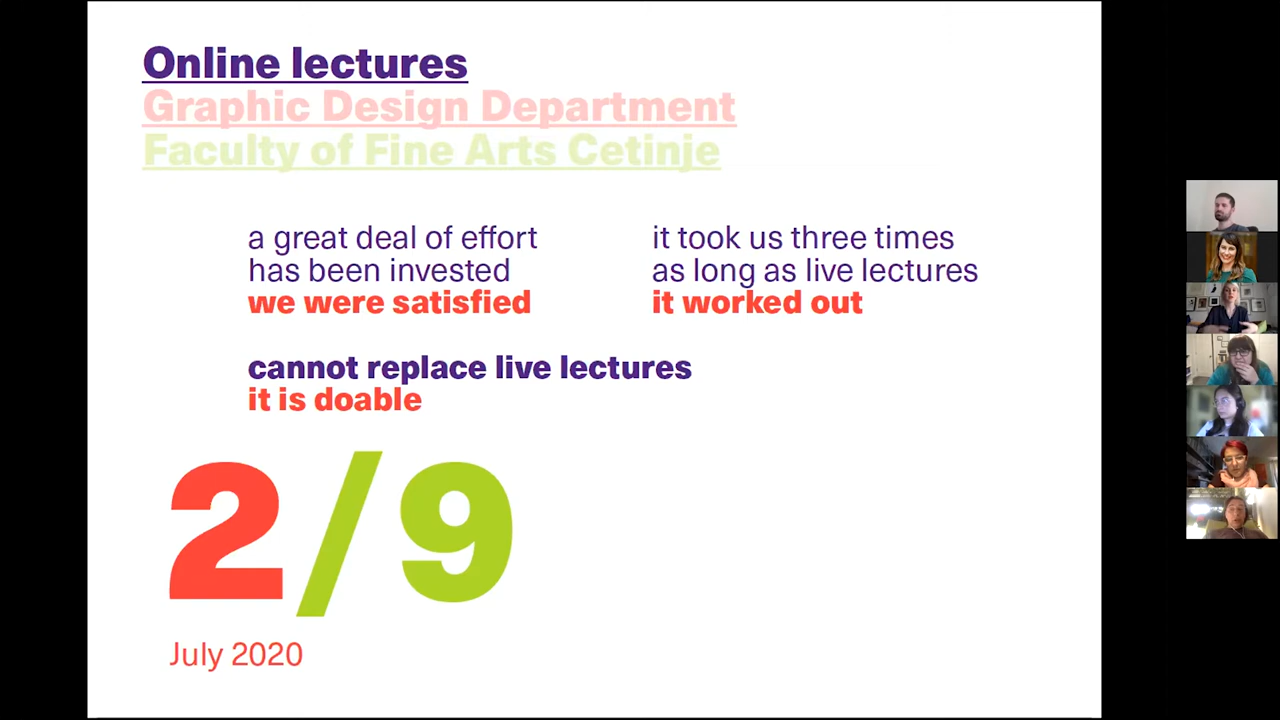 Online lectures
Graphic Design Department
Faculty of Fine Arts Cetinje
a great deal of effort
has been invested
we were satisfied
it took us three times
as long as live lectures
it worked out
cannot replace live lectures
it is doable
2/9
July 2020